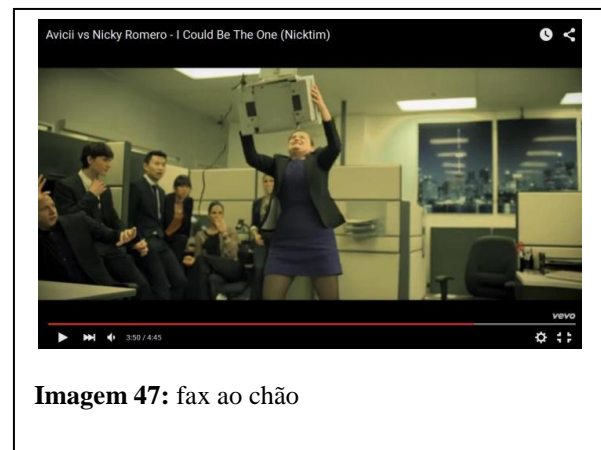 Avicii vs Nicky Romero - I Could Be The One (Nicktim)
vevo
3:50 / 4:45
Imagem 47: fax ao chão